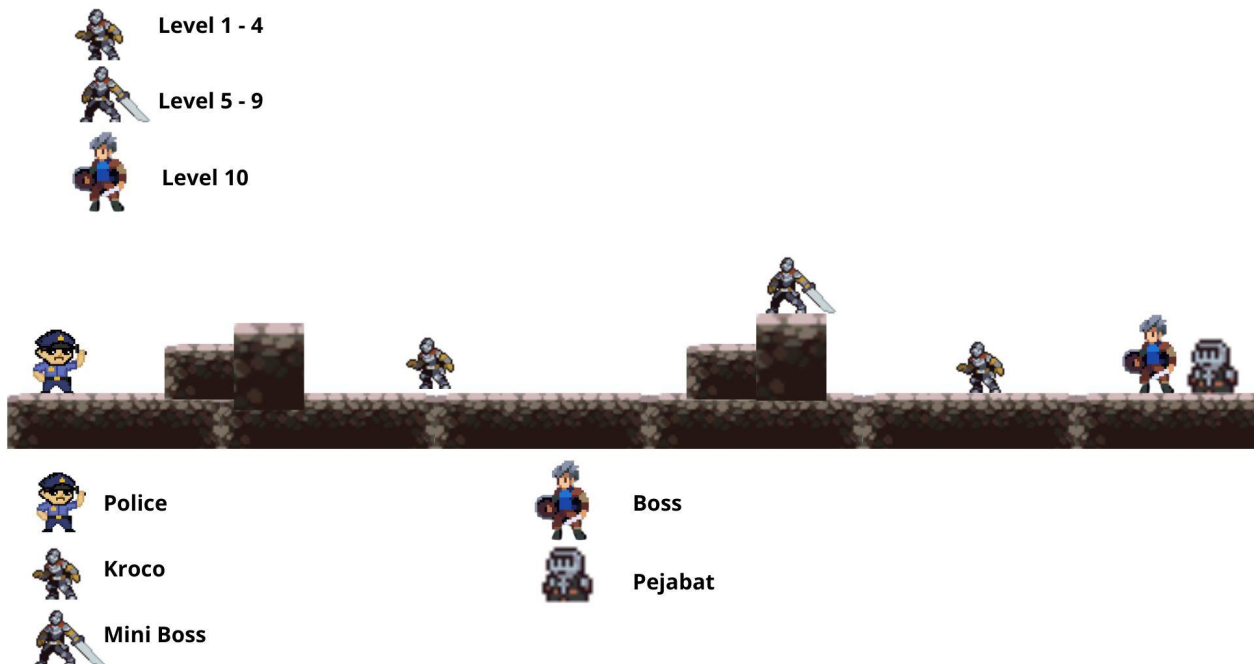 Level 1 - 4
Level 5 - 9
Level 10
Police
Kroco
Mini Boss
Boss
Pejabat